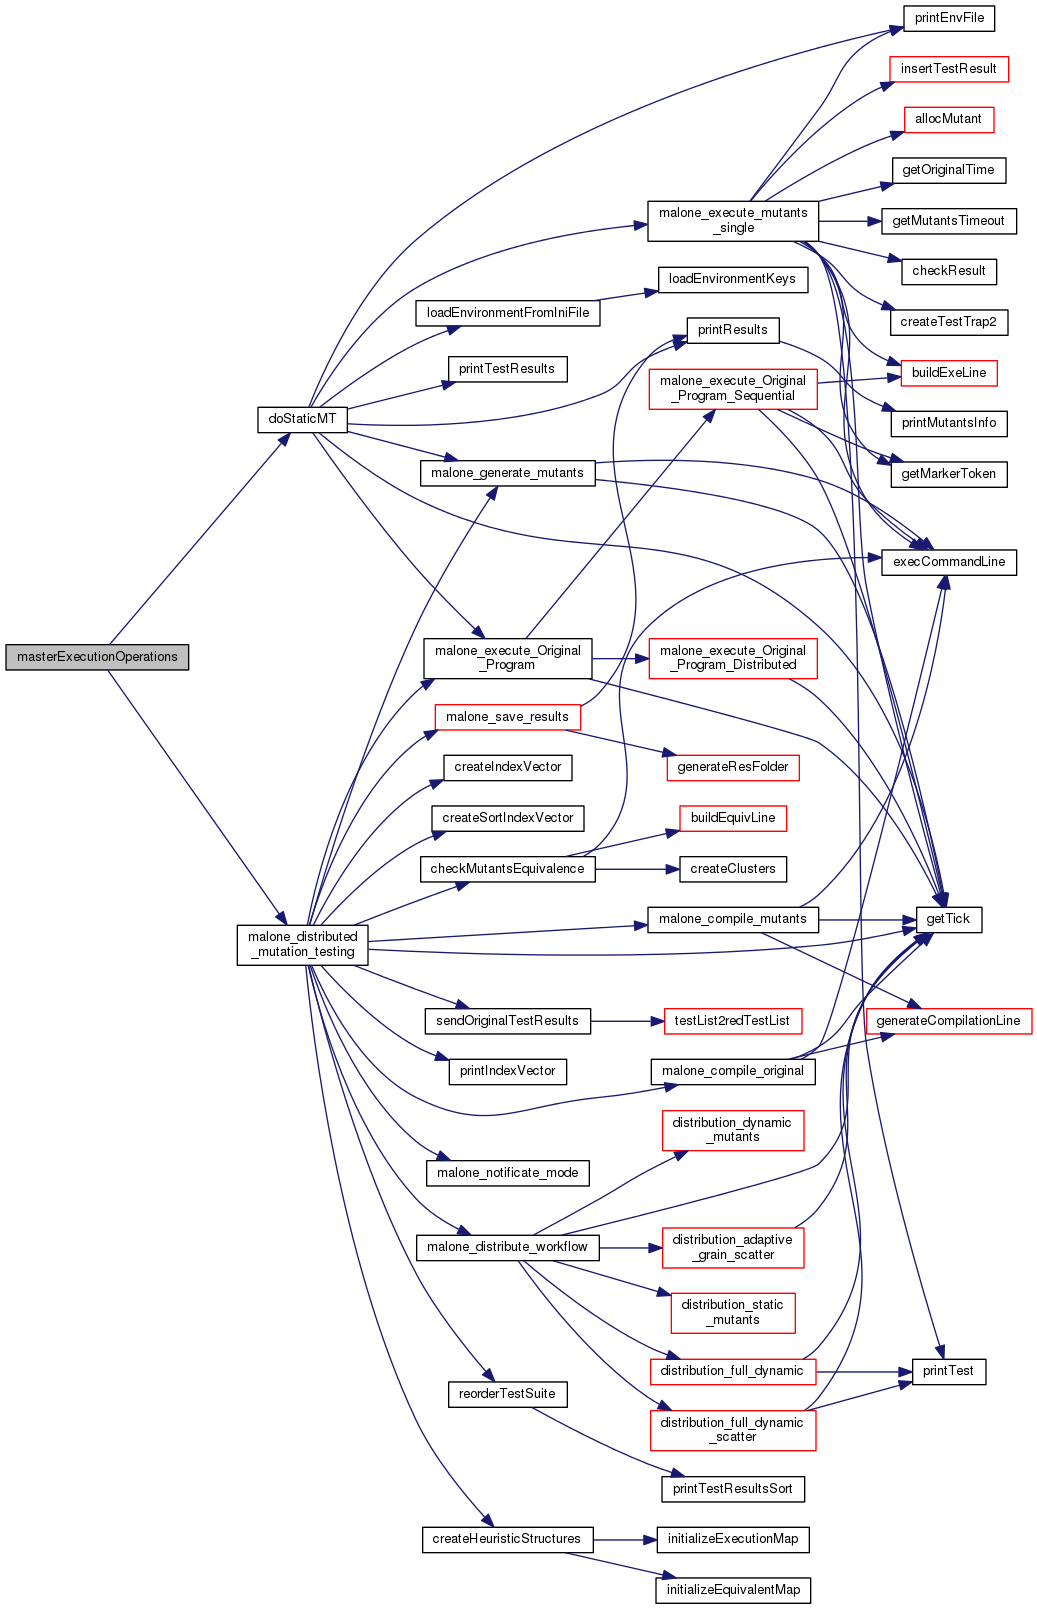 printEnvFile
insertTestResult
allocMutant
getOriginalTime
malone_execute_mutants
_single
getMutantsTimeout
checkResult
loadEnvironmentKeys
loadEnvironmentFromIniFile
createTestTrap2
printResults
printTestResults
buildExeLine
malone_execute_Original
_Program_Sequential
doStaticMT
printMutantsInfo
malone_generate_mutants
getMarkerToken
execCommandLine
masterExecutionOperations
malone_execute_Original
_Program
malone_execute_Original
_Program_Distributed
malone_save_results
createIndexVector
generateResFolder
createSortIndexVector
buildEquivLine
checkMutantsEquivalence
createClusters
malone_compile_mutants
getTick
malone_distributed
_mutation_testing
sendOriginalTestResults
testList2redTestList
generateCompilationLine
printIndexVector
malone_compile_original
distribution_dynamic
_mutants
malone_notificate_mode
malone_distribute_workflow
distribution_adaptive
_grain_scatter
distribution_static
_mutants
distribution_full_dynamic
printTest
reorderTestSuite
distribution_full_dynamic
_scatter
printTestResultsSort
createHeuristicStructures
initializeExecutionMap
initializeEquivalentMap